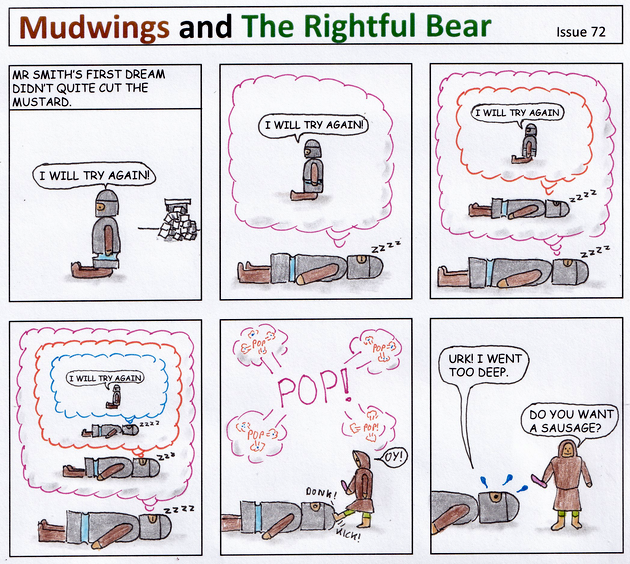 Mudwings and The Rightful Bear
Issue 72
MR SMITH'S FIRST DREAM
DIDN'T QUITE CUT THE
MUSTARD.
I WILL TRY AGAIN!
I WILL TRY AGAIN!
ZZZZ
I WILL TRY AGAIN
ZZZZ
ZZZZ
I WILL TRY AGAIN
ZZZZ
ZZZ
ZZZZ
POP
POP
POP!
POP
POP!
OY!
DONK!
KICK!
URK! I WENT
TOO DEEP.
DO YOU WANT
A SAUSAGE?